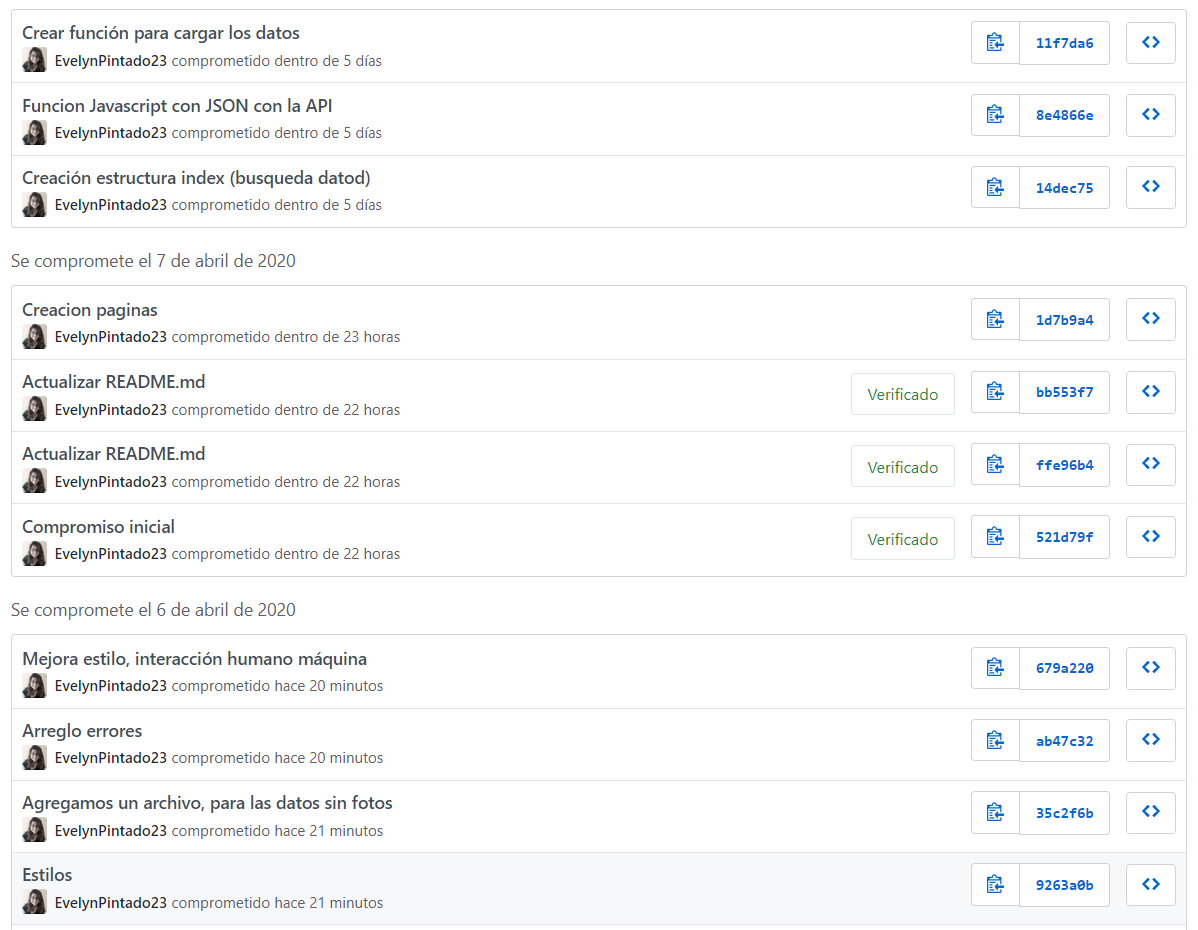 Crear función para cargar los datos
11f7da6
EvelynPintado23 comprometido dentro de 5 días
Funcion Javascript con JSON con la API
8e4866e
EvelynPintado23 comprometido dentro de 5 días
Creación estructura index (busqueda datod)
14dec75
EvelynPintado23 comprometido dentro de 5 días
Se compromete el 7 de abril de 2020
Creacion paginas
1d7b9a4
EvelynPintado23 comprometido dentro de 23 horas
Actualizar README.md
Verificado
bb553f7
EvelynPintado23 comprometido dentro de 22 horas
Actualizar README.md
Verificado
ffe96b4
EvelynPintado23 comprometido dentro de 22 horas
Compromiso inicial
Verificado
521d79f
EvelynPintado23 comprometido dentro de 22 horas
Se compromete el 6 de abril de 2020
Mejora estilo, interacción humano máquina
679a220
EvelynPintado23 comprometido hace 20 minutos
Arreglo errores
ab47c32
EvelynPintado23 comprometido hace 20 minutos
Agregamos un archivo, para las datos sin fotos
35c2f6b
EvelynPintado23 comprometido hace 21 minutos
Estilos
9263a0b
EvelynPintado23 comprometido hace 21 minutos